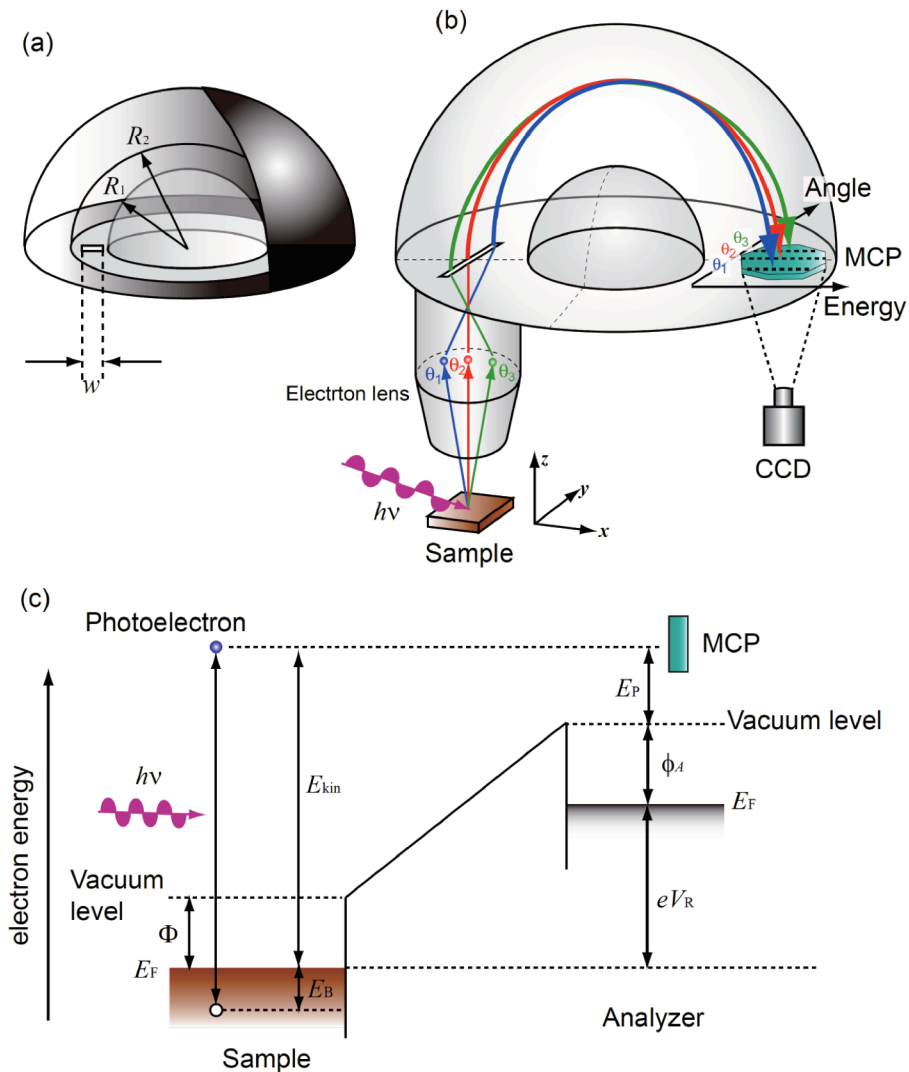 (a)
R2
R1
w
(b)
Angle
θ3
θ2
θ1
MCP
Energy
θ1
θ2
θ3
Electrton lens
CCD
hν
z
y
x
Sample
(c)
Photoelectron
MCP
EP
Vacuum level
electron energy
hν
Ekin
ϕA
EF
Vacuum
level
eVR
Φ
EF
EB
Analyzer
Sample